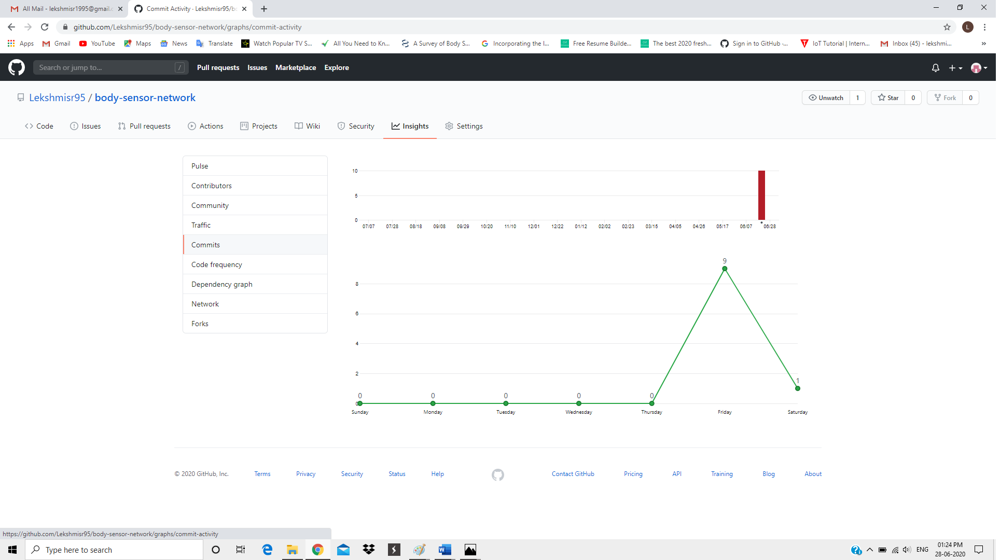 All Mail - lekshmisr1995@gmail.c
Commit Activity · Lekshmisr95/bo
github.com/Lekshmisr95/body-sensor-network/graphs/commit-activity
L
Apps Gmail YouTube Maps News Translate Watch Popular TV S... All You Need to Kn... A Survey of Body S... Incorporating the I... Free Resume Builde... The best 2020 fresh... Sign in to GitHub ·... IoT Tutorial | Intern... Inbox (45) - lekshmi... »
Search or jump to... / Pull requests Issues Marketplace Explore
Lekshmisr95 / body-sensor-network
Unwatch 1 Star 0 Fork 0
Code Issues Pull requests Actions Projects Wiki Security Insights Settings
Pulse
Contributors
Community
Traffic
Commits
Code frequency
Dependency graph
Network
Forks
10
5
0
07/07 07/28 08/18 09/08 09/29 10/20 11/10 12/01 12/22 01/12 02/02 02/23 03/15 04/05 04/26 05/17 06/07 06/28
9
8
6
4
2
1
0 0 0 0 0
0
Sunday Monday Tuesday Wednesday Thursday Friday Saturday
© 2020 GitHub, Inc. Terms Privacy Security Status Help Contact GitHub Pricing API Training Blog About
https://github.com/Lekshmisr95/body-sensor-network/graphs/commit-activity
Type here to search
ENG
01:24 PM
28-06-2020